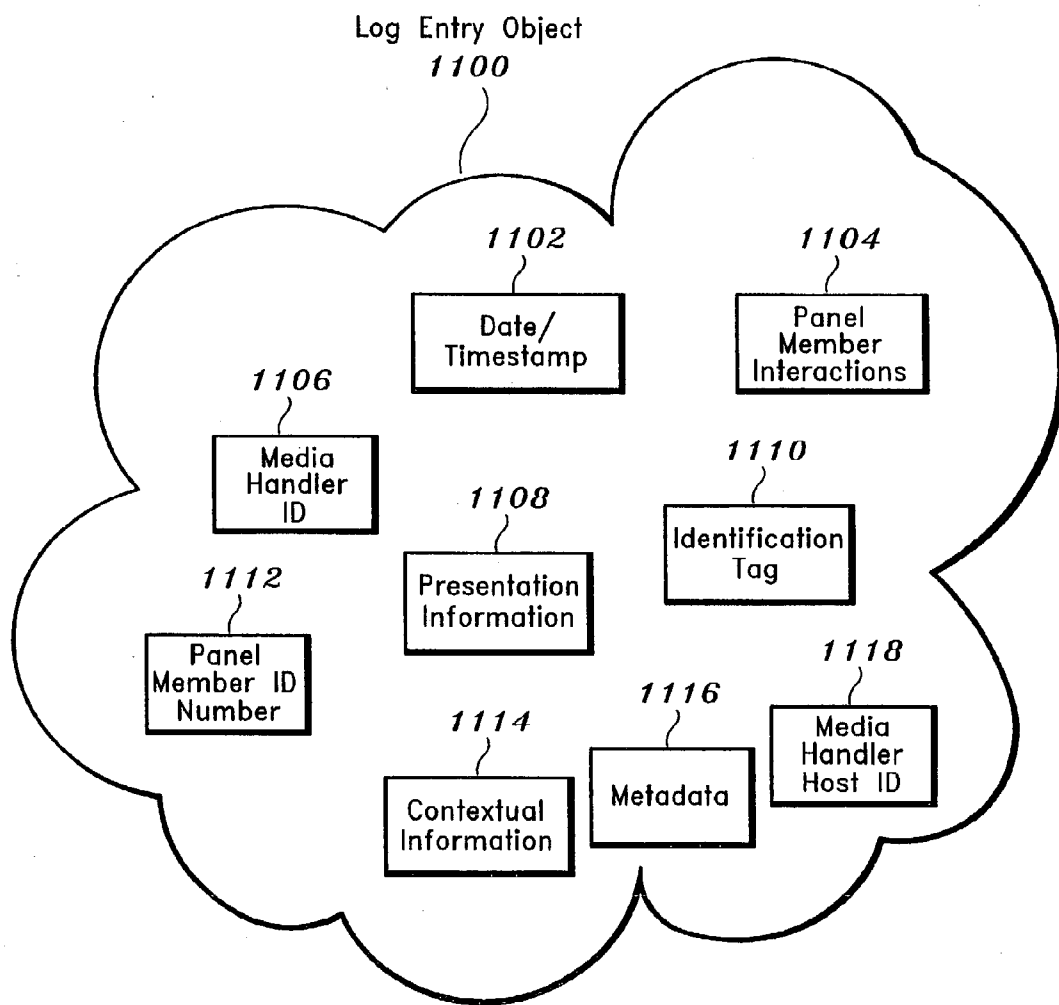 Log Entry Object
1100
1102
Date/
Timestamp
1104
Panel
Member
Interactions
1106
Media
Handler
ID
1108
Presentation
Information
1110
Identification
Tag
1112
Panel
Member ID
Number
1114
Contextual
Information
1116
Metadata
1118
Media
Handler
Host ID